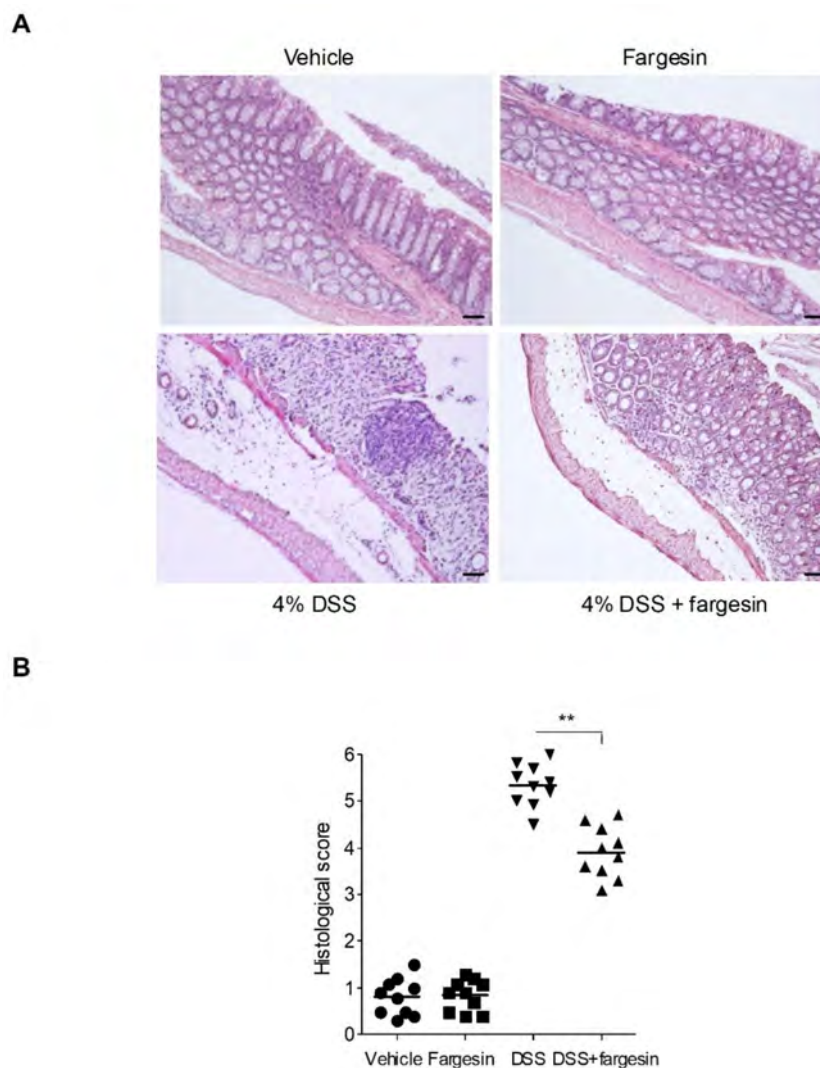 A
Vehicle Fargesin
4% DSS 4% DSS + fargesin
B
**
6
5
4
3
2
1
0
Histological score
Vehicle Fargesin DSS DSS+fargesin